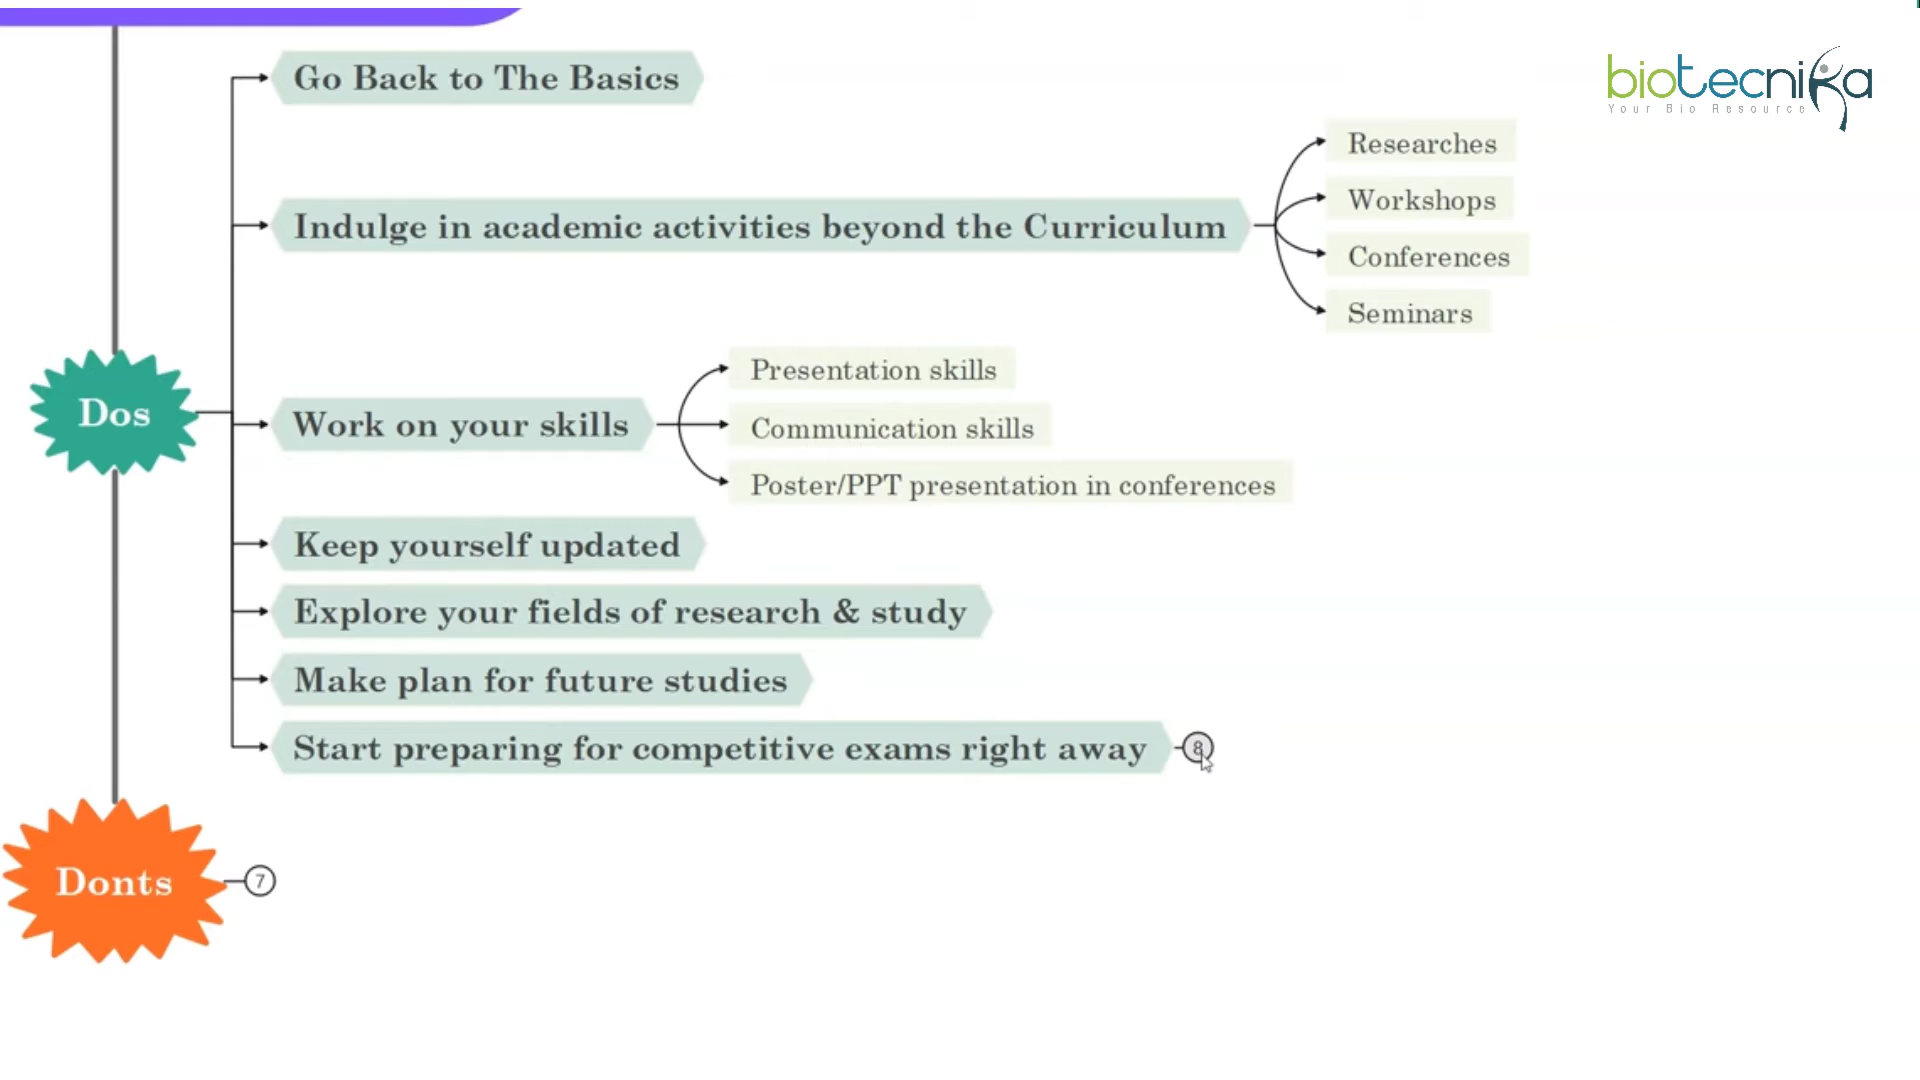 biotecnika
Your Bio Resource
Go Back to The Basics
Indulge in academic activities beyond the Curriculum
Researches
Workshops
Conferences
Seminars
Dos
Work on your skills
Presentation skills
Communication skills
Poster/PPT presentation in conferences
Keep yourself updated
Explore your fields of research & study
Make plan for future studies
Start preparing for competitive exams right away
8
Donts
7